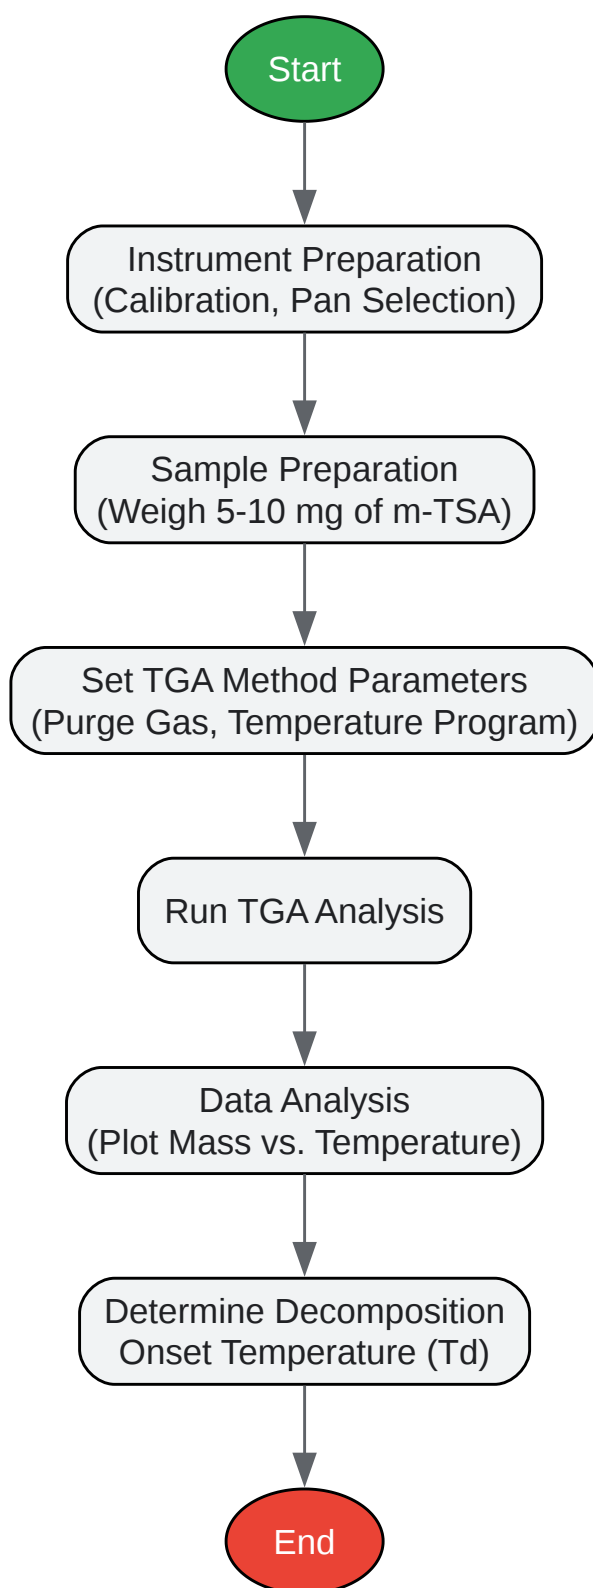 Start
Instrument Preparation
(Calibration, Pan Selection)
Sample Preparation
(Weigh 5-10 mg of m-TSA)
Set TGA Method Parameters
(Purge Gas, Temperature Program)
Run TGA Analysis
Data Analysis
(Plot Mass vs. Temperature)
Determine Decomposition
Onset Temperature (Td)
End